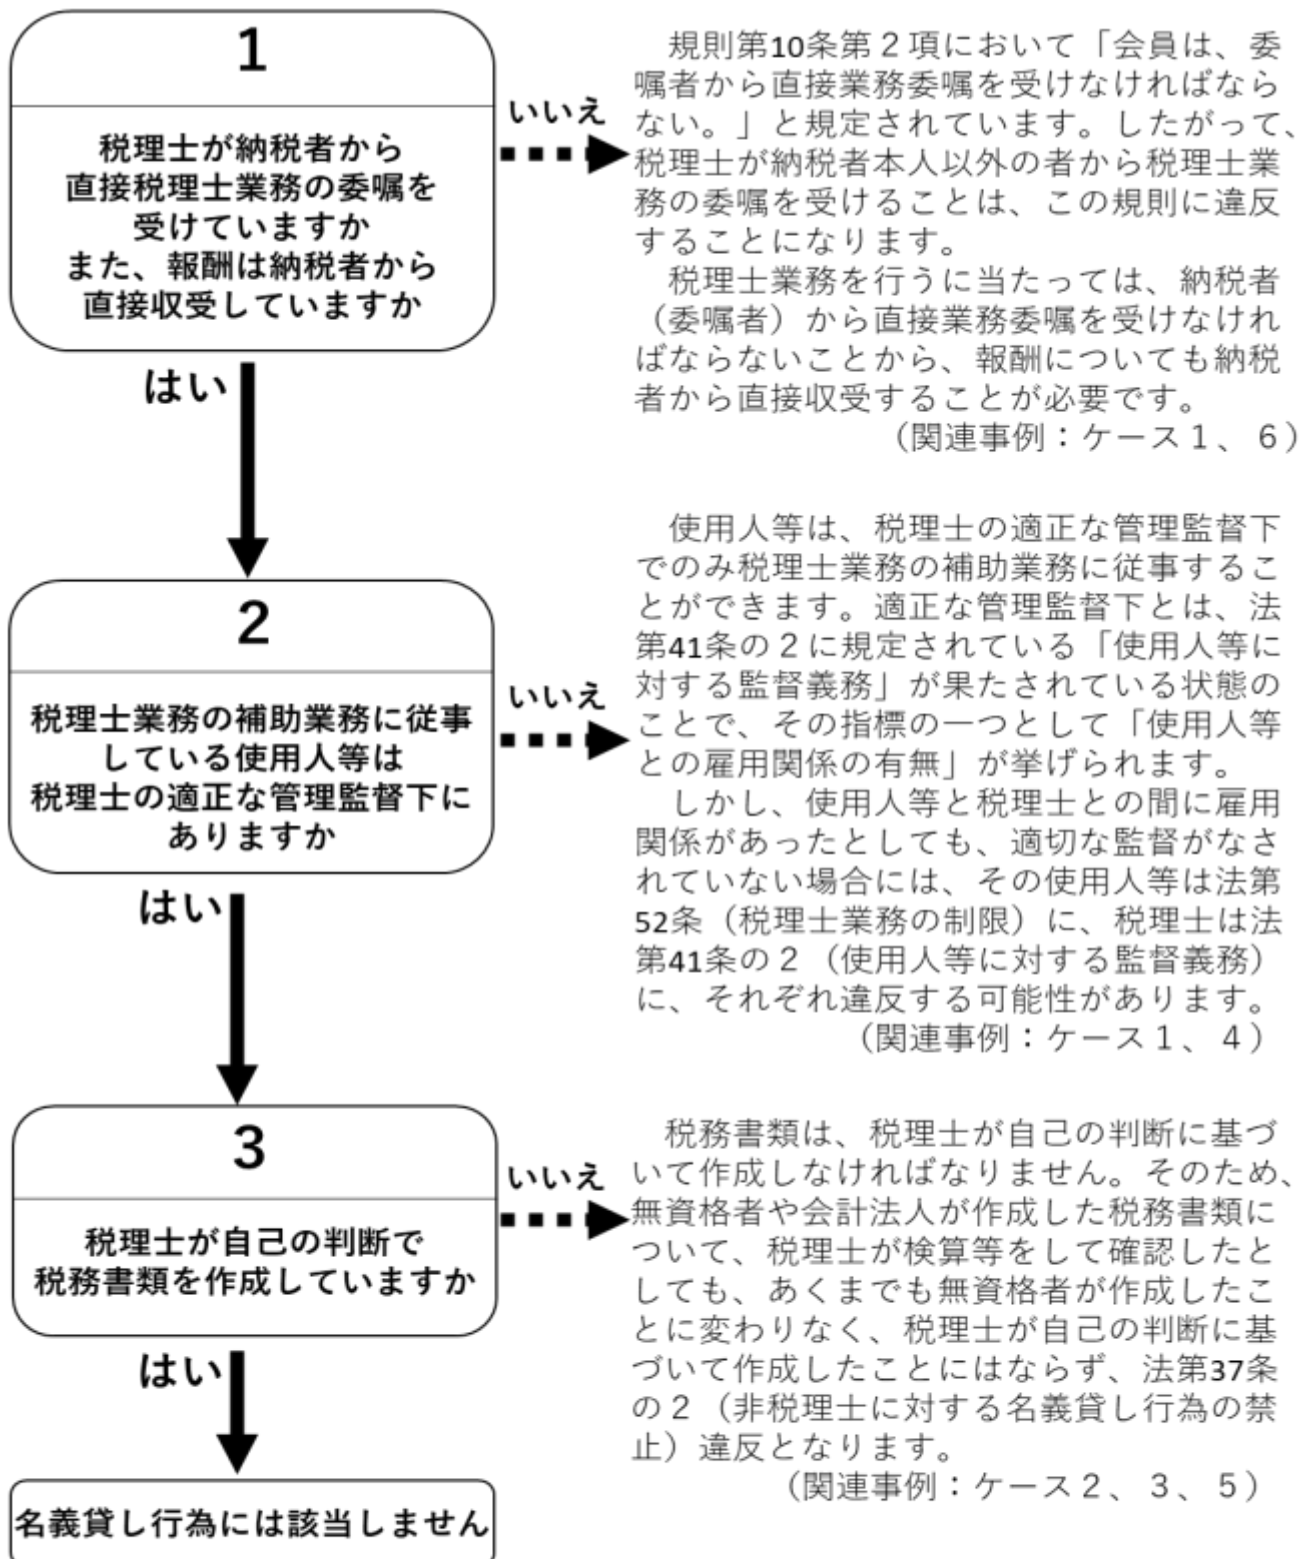 1
税理士が納税者から
直接税理士業務の委嘱を
受けていますか
また、報酬は納税者から
直接収受していますか
いいえ
規則第10条第２項において「会員は、委
嘱者から直接業務委嘱を受けなければなら
ない。」と規定されています。したがって、
税理士が納税者本人以外の者から税理士業
務の委嘱を受けることは、この規則に違反
することになります。
税理士業務を行うに当たっては、納税者
（委嘱者）から直接業務委嘱を受けなけれ
ばならないことから、報酬についても納税
者から直接収受することが必要です。
（関連事例：ケース１、６）
はい
2
税理士業務の補助業務に従事
している使用人等は
税理士の適正な管理監督下に
ありますか
いいえ
使用人等は、税理士の適正な管理監督下
でのみ税理士業務の補助業務に従事するこ
とができます。適正な管理監督下とは、法
第41条の２に規定されている「使用人等に
対する監督義務」が果たされている状態の
ことで、その指標の一つとして「使用人等
との雇用関係の有無」が挙げられます。
しかし、使用人等と税理士との間に雇用
関係があったとしても、適切な監督がなさ
れていない場合には、その使用人等は法第
52条（税理士業務の制限）に、税理士は法
第41条の２（使用人等に対する監督義務）
に、それぞれ違反する可能性があります。
（関連事例：ケース１、４）
はい
3
税理士が自己の判断で
税務書類を作成していますか
いいえ
税務書類は、税理士が自己の判断に基づ
いて作成しなければなりません。そのため、
無資格者や会計法人が作成した税務書類に
ついて、税理士が検算等をして確認したと
しても、あくまでも無資格者が作成したこ
とに変わりなく、税理士が自己の判断に基
づいて作成したことにはならず、法第37条
の２（非税理士に対する名義貸し行為の禁
止）違反となります。
（関連事例：ケース２、３、５）
はい
名義貸し行為には該当しません